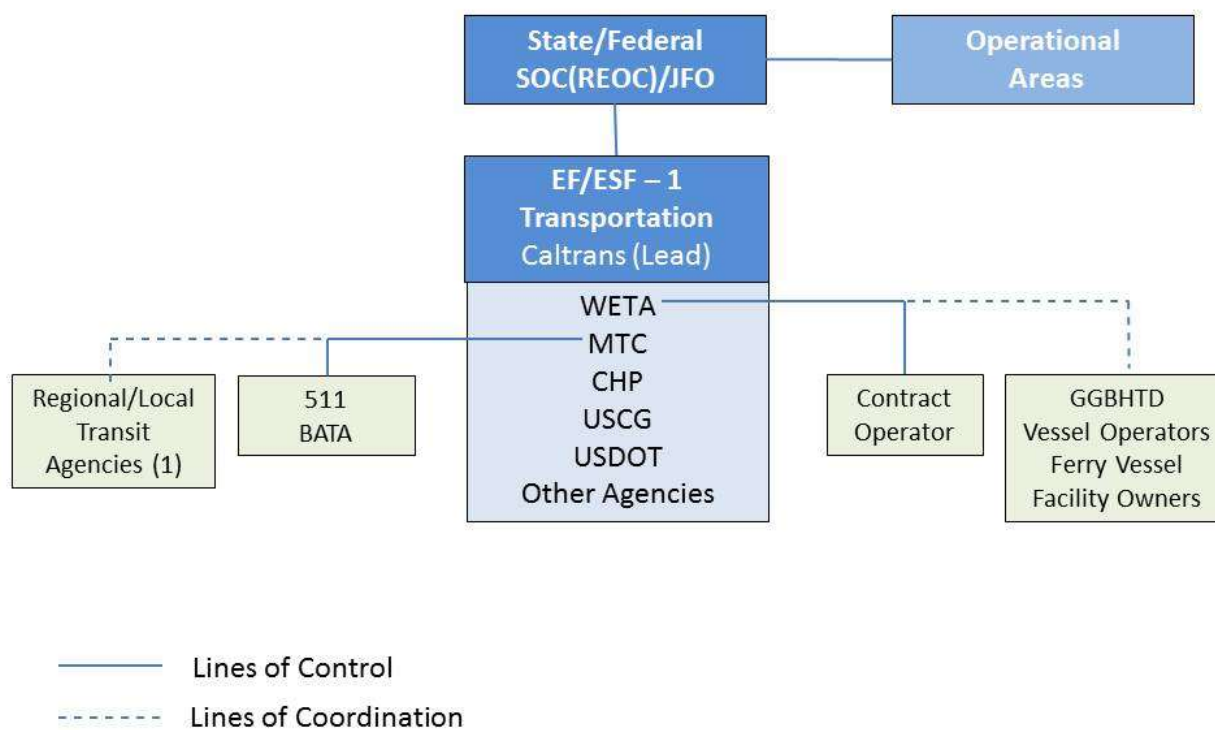 State/Federal
SOC(REOC)/JFO
Operational
Areas
EF/ESF – 1
Transportation
Caltrans (Lead)
WETA
MTC
CHP
USCG
USDOT
Other Agencies
Regional/Local
Transit
Agencies (1)
511
BATA
Contract
Operator
GGBHTD
Vessel Operators
Ferry Vessel
Facility Owners
Lines of Control
Lines of Coordination